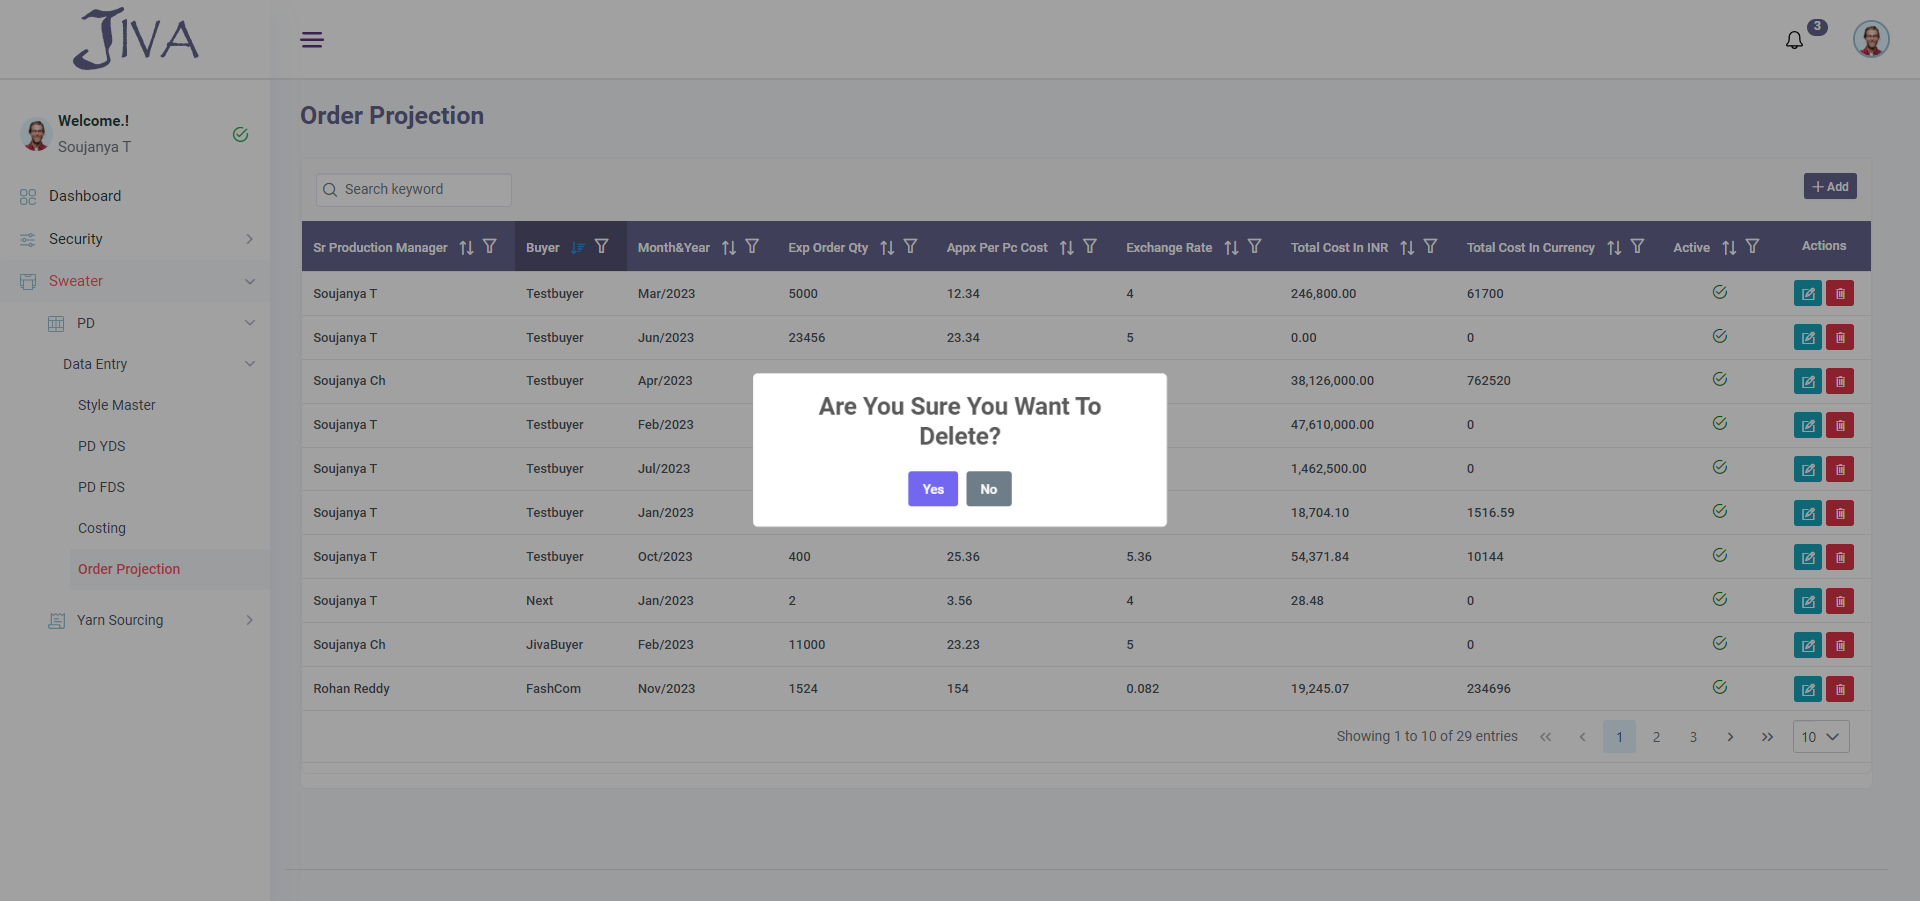 JIVA
3
Welcome.!
Soujanya T
Dashboard
Security
Sweater
PD
Data Entry
Style Master
PD YDS
PD FDS
Costing
Order Projection
Yarn Sourcing
Order Projection
Search keyword
Add
Sr Production Manager Buyer Month&Year Exp Order Qty Appx Per Pc Cost Exchange Rate Total Cost In INR Total Cost In Currency Active Actions
Soujanya T Testbuyer Mar/2023 5000 12.34 4 246,800.00 61700
Soujanya T Testbuyer Jun/2023 23456 23.34 5 0.00 0
Soujanya Ch Testbuyer Apr/2023 38,126,000.00 762520
Soujanya T Testbuyer Feb/2023 47,610,000.00 0
Soujanya T Testbuyer Jul/2023 1,462,500.00 0
Soujanya T Testbuyer Jan/2023 18,704.10 1516.59
Soujanya T Testbuyer Oct/2023 400 25.36 5.36 54,371.84 10144
Soujanya T Next Jan/2023 2 3.56 4 28.48 0
Soujanya Ch JivaBuyer Feb/2023 11000 23.23 5 0
Rohan Reddy FashCom Nov/2023 1524 154 0.082 19,245.07 234696
Showing 1 to 10 of 29 entries 1 2 3 10
Are You Sure You Want To
Delete?
Yes No